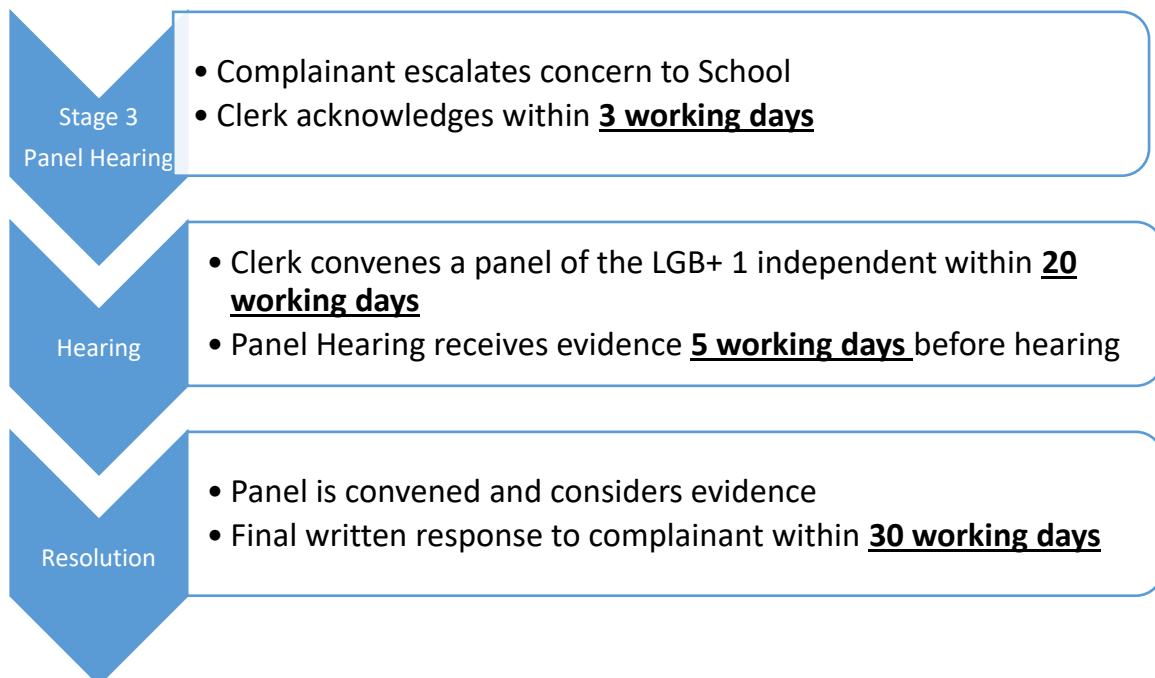 Stage 3
Panel Hearing
• Complainant escalates concern to School
• Clerk acknowledges within 3 working days
Hearing
• Clerk convenes a panel of the LGB+ 1 independent within 20
working days
• Panel Hearing receives evidence 5 working days before hearing
Resolution
• Panel is convened and considers evidence
• Final written response to complainant within 30 working days